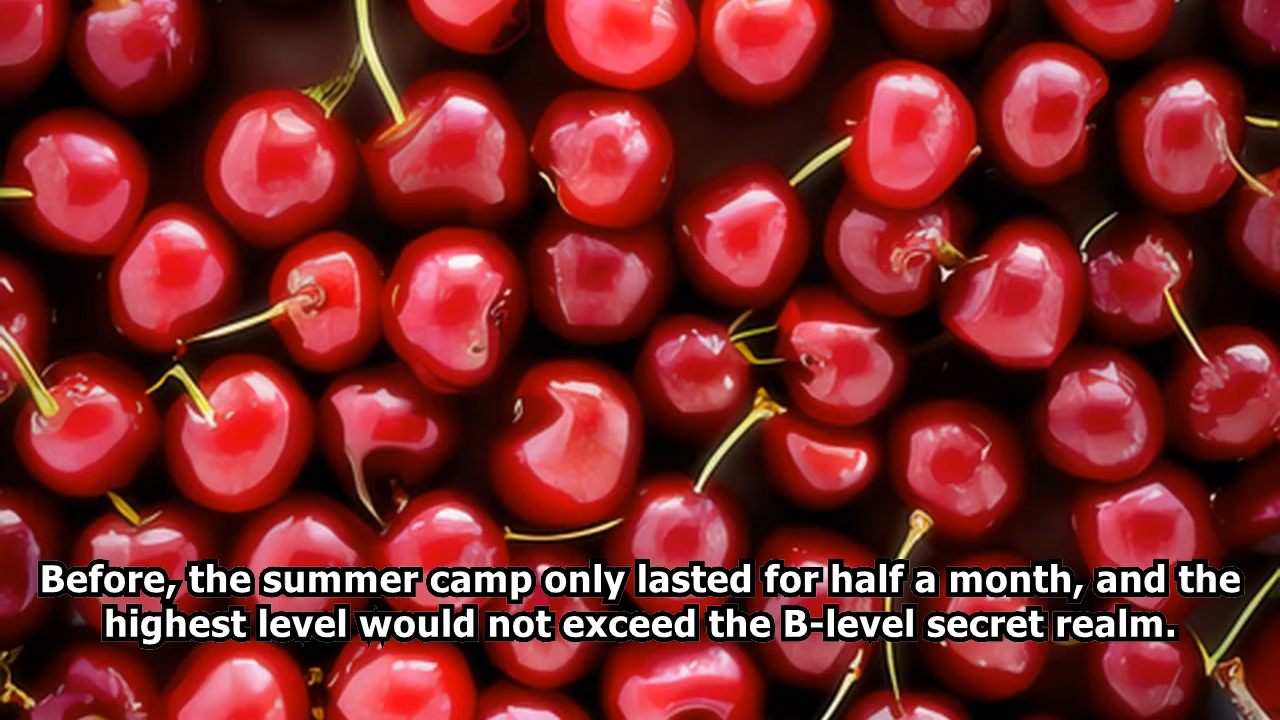 Before, the summer camp only lasted for half a month, and the
highest level would not exceed the B-level secret realm.